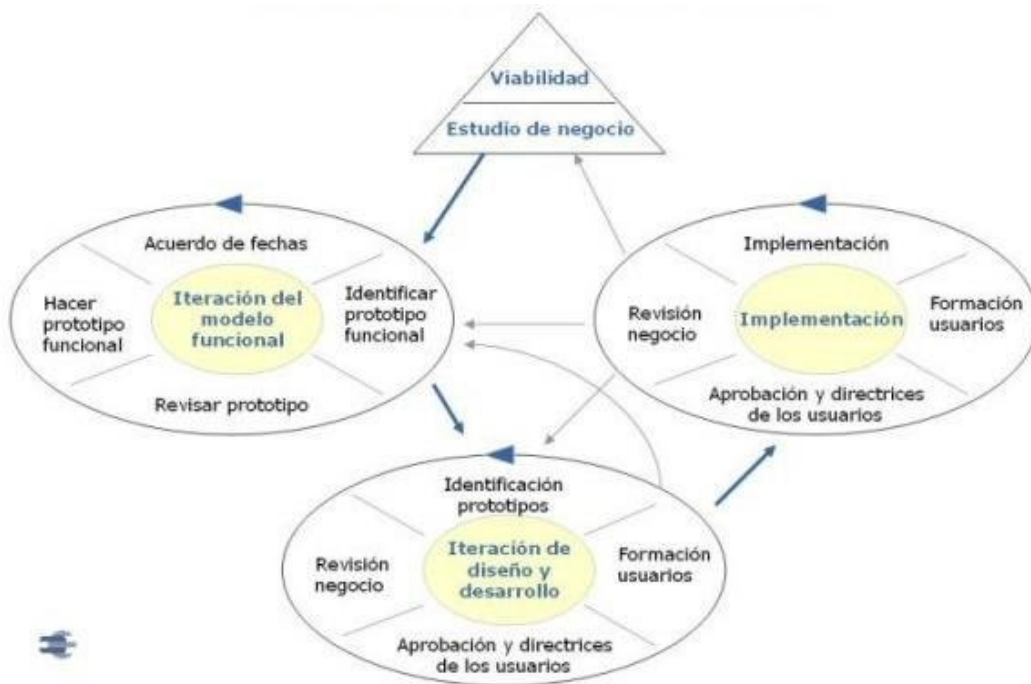 Viabilidad
Estudio de negocio
Acuerdo de fechas
Hacer
prototipo
funcional
Iteración del
modelo
funcional
Identificar
prototipo
funcional
Revisar prototipo
Implementación
Revisión
negocio
Implementación
Formación
usuarios
Aprobación y directrices
de los usuarios
Identificación
prototipos
Revisión
negocio
Iteración de
diseño y
desarrollo
Formación
usuarios
Aprobación y directrices
de los usuarios